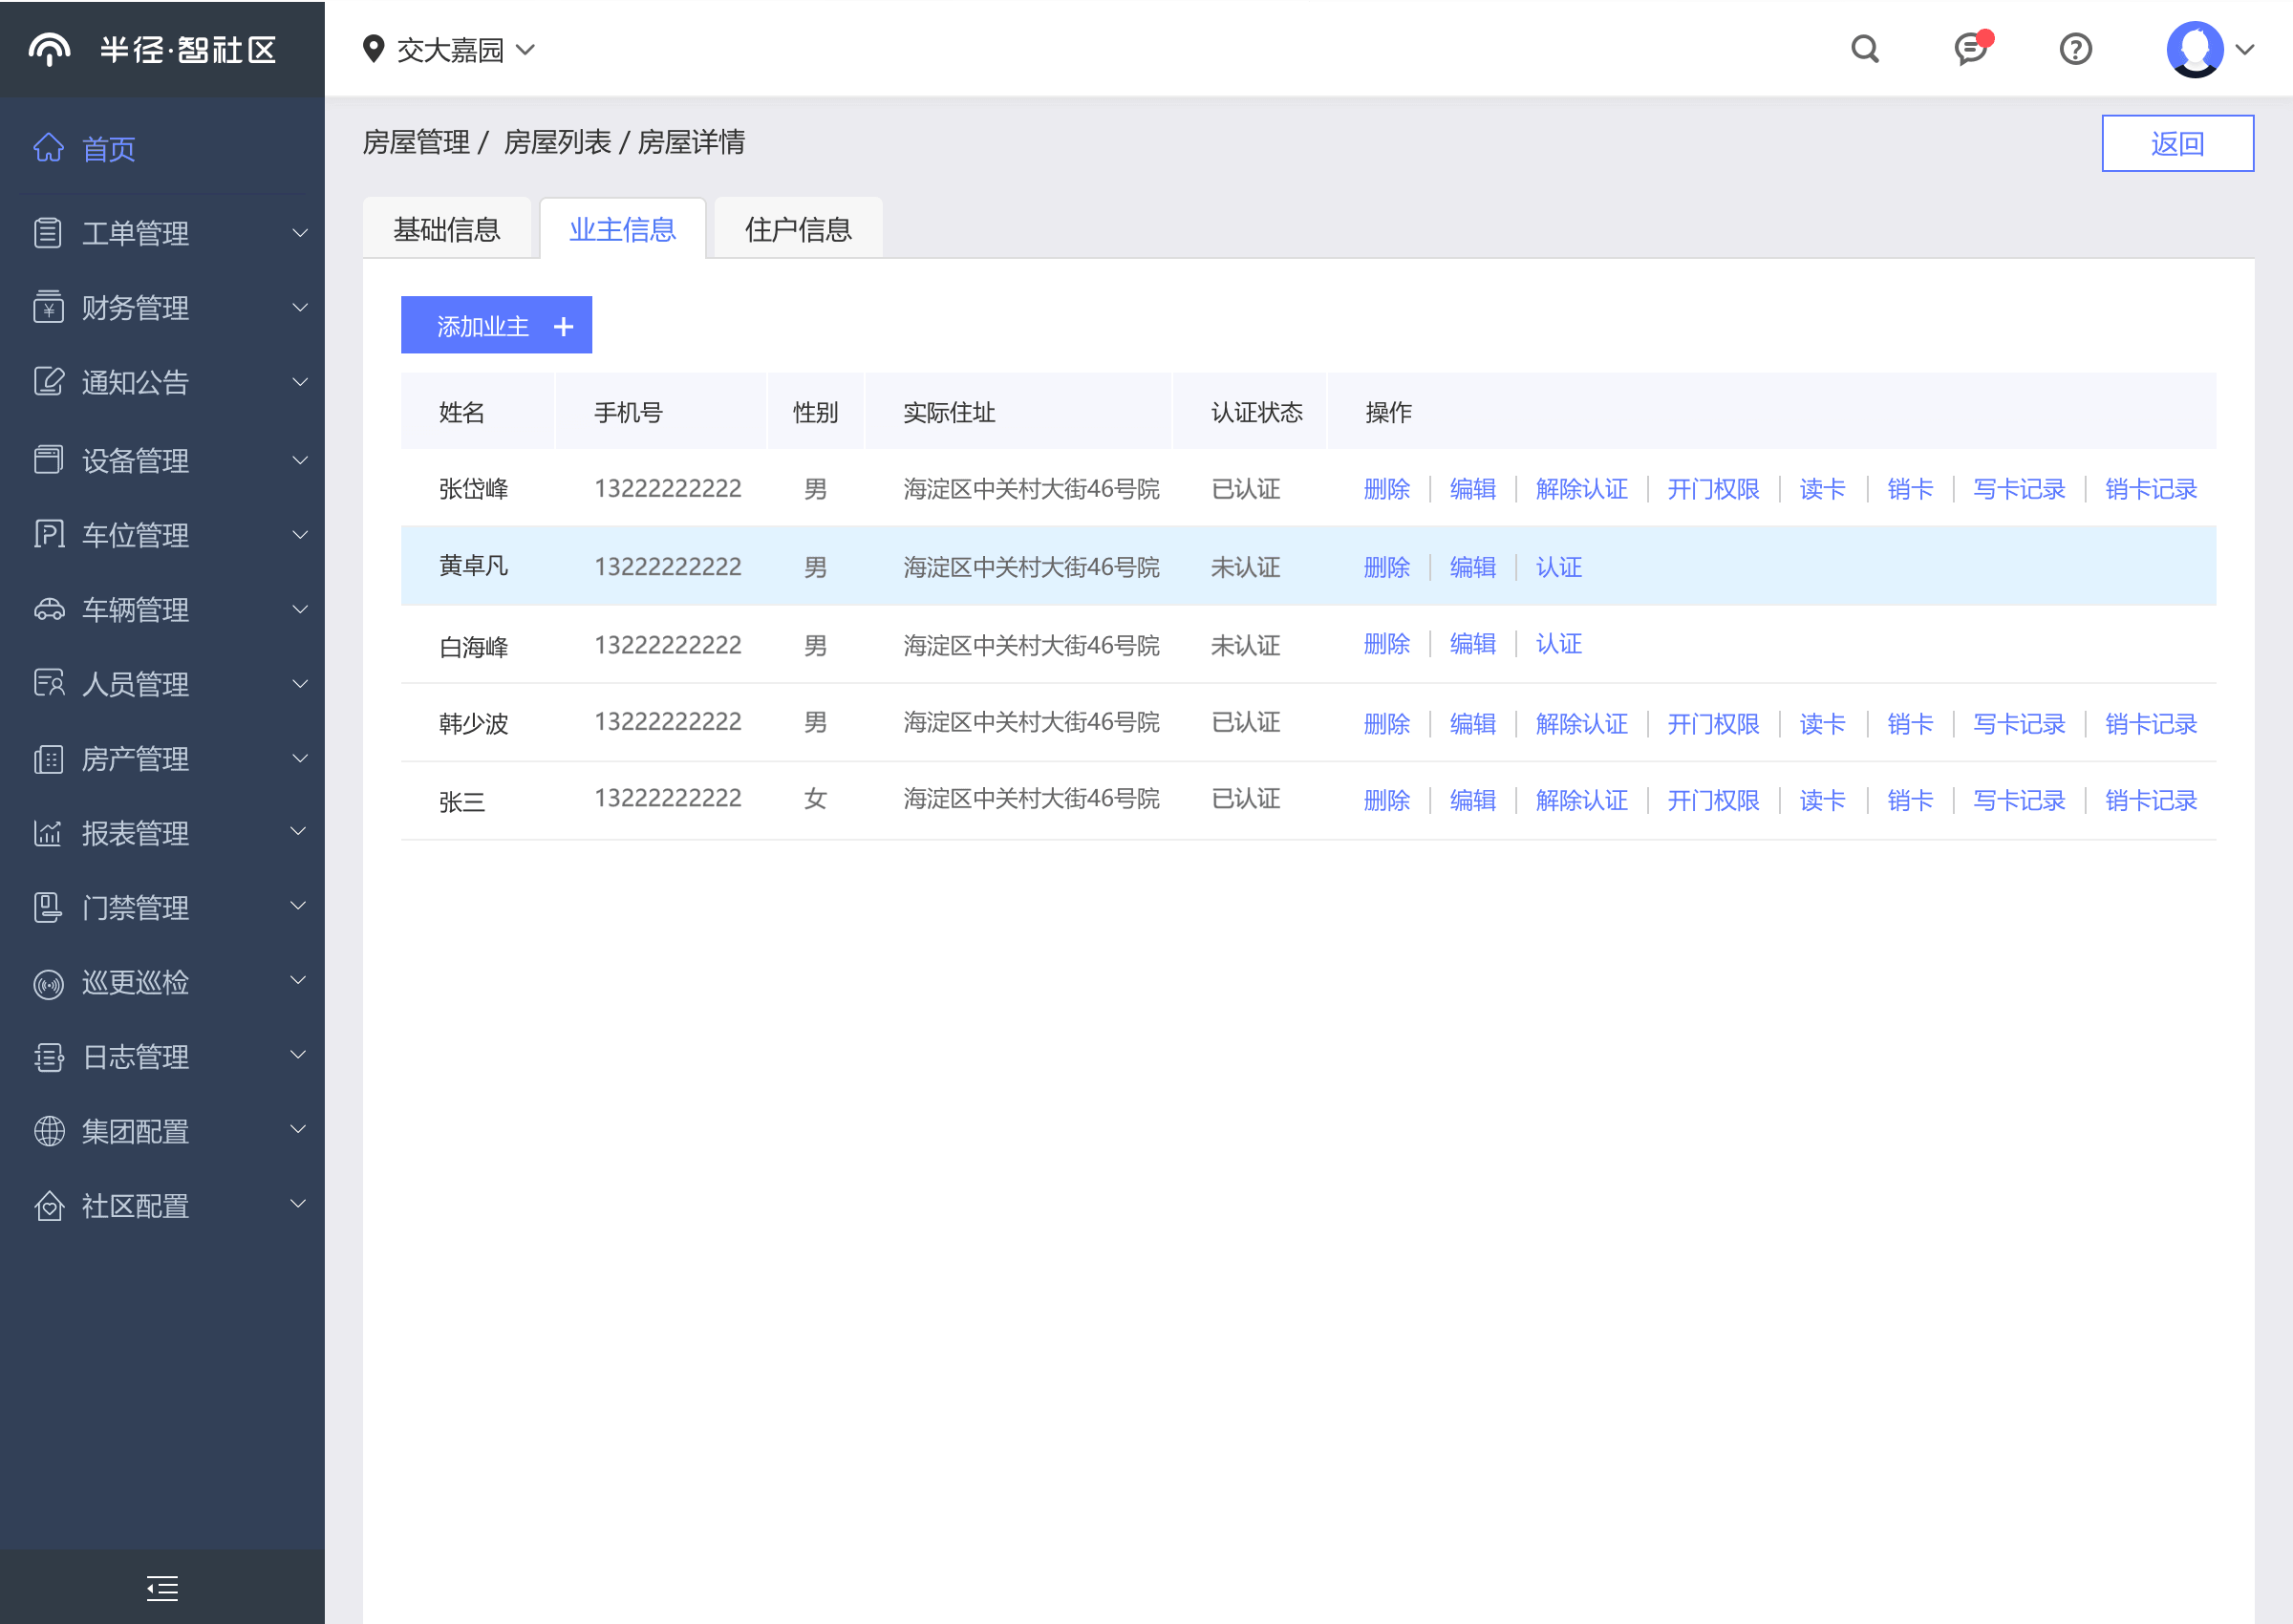 半径·智社区
交大嘉园
首页
工单管理
财务管理
通知公告
设备管理
车位管理
车辆管理
人员管理
房产管理
报表管理
门禁管理
巡更巡检
日志管理
集团配置
社区配置
房屋管理 / 房屋列表 / 房屋详情
返回
基础信息 业主信息 住户信息
添加业主 +
姓名 手机号 性别 实际住址 认证状态 操作
张岱峰 13222222222 男 海淀区中关村大街46号院 已认证 删除 编辑 解除认证 开门权限 读卡 销卡 写卡记录 销卡记录
黄卓凡 13222222222 男 海淀区中关村大街46号院 未认证 删除 编辑 认证
白海峰 13222222222 男 海淀区中关村大街46号院 未认证 删除 编辑 认证
韩少波 13222222222 男 海淀区中关村大街46号院 已认证 删除 编辑 解除认证 开门权限 读卡 销卡 写卡记录 销卡记录
张三 13222222222 女 海淀区中关村大街46号院 已认证 删除 编辑 解除认证 开门权限 读卡 销卡 写卡记录 销卡记录